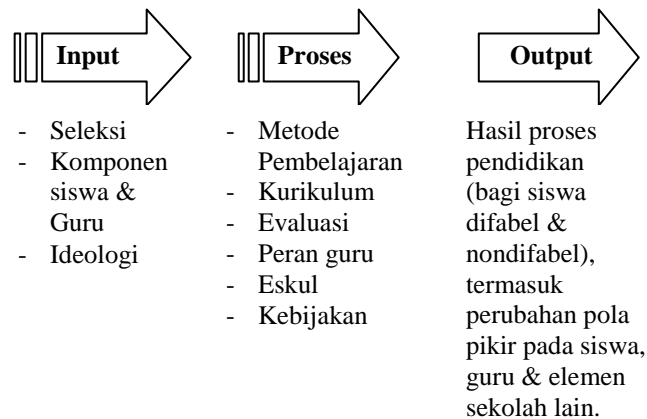 Input
- Seleksi
- Komponen
siswa &
Guru
- Ideologi
Proses
- Metode
Pembelajaran
- Kurikulum
- Evaluasi
- Peran guru
- Eskul
- Kebijakan
Output
Hasil proses
pendidikan
(bagi siswa
difabel &
nondifabel),
termasuk
perubahan pola
pikir pada siswa,
guru & elemen
sekolah lain.